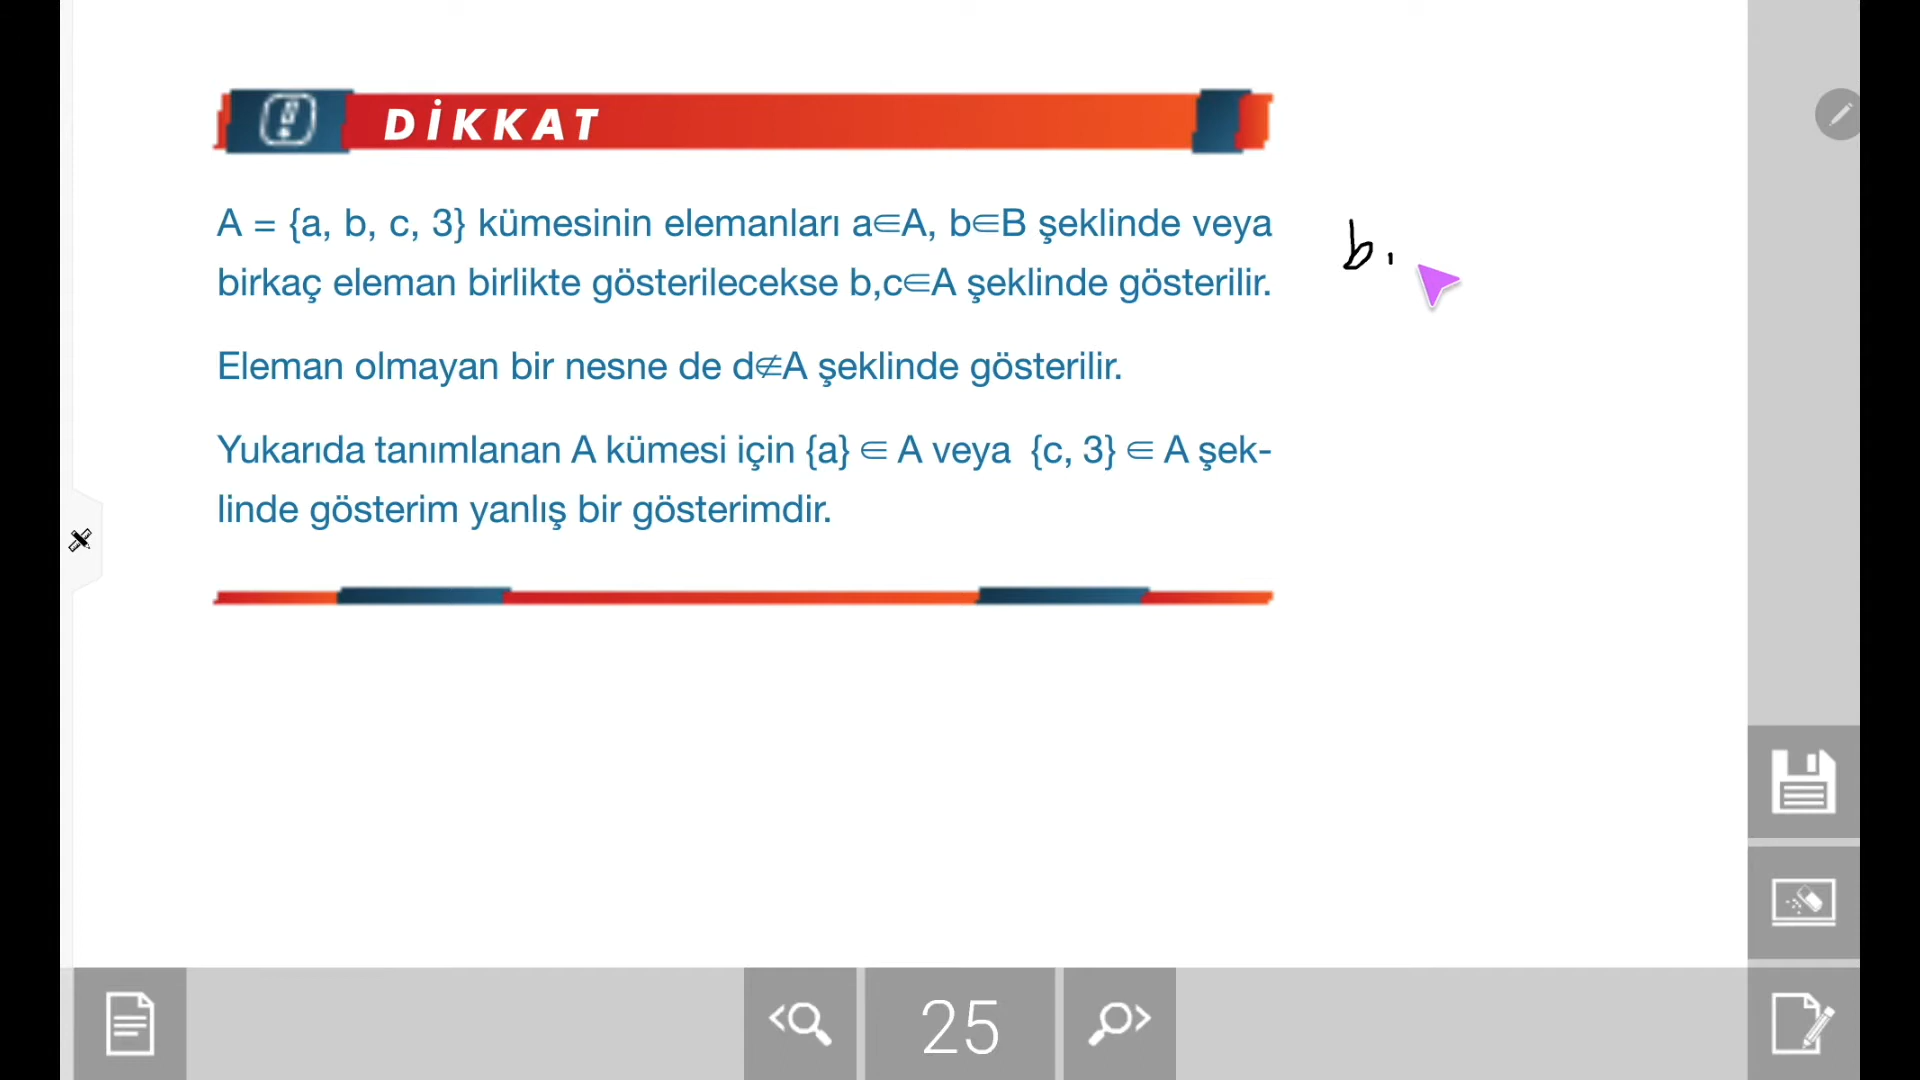 DİKKAT
A = {a, b, c, 3} kümesinin elemanları a∈A, b∈B şeklinde veya
birkaç eleman birlikte gösterilecekse b,c∈A şeklinde gösterilir.
Eleman olmayan bir nesne de d∉A şeklinde gösterilir.
Yukarıda tanımlanan A kümesi için {a} ∈ A veya {c, 3} ∈ A şek-
linde gösterim yanlış bir gösterimdir.
b,
25